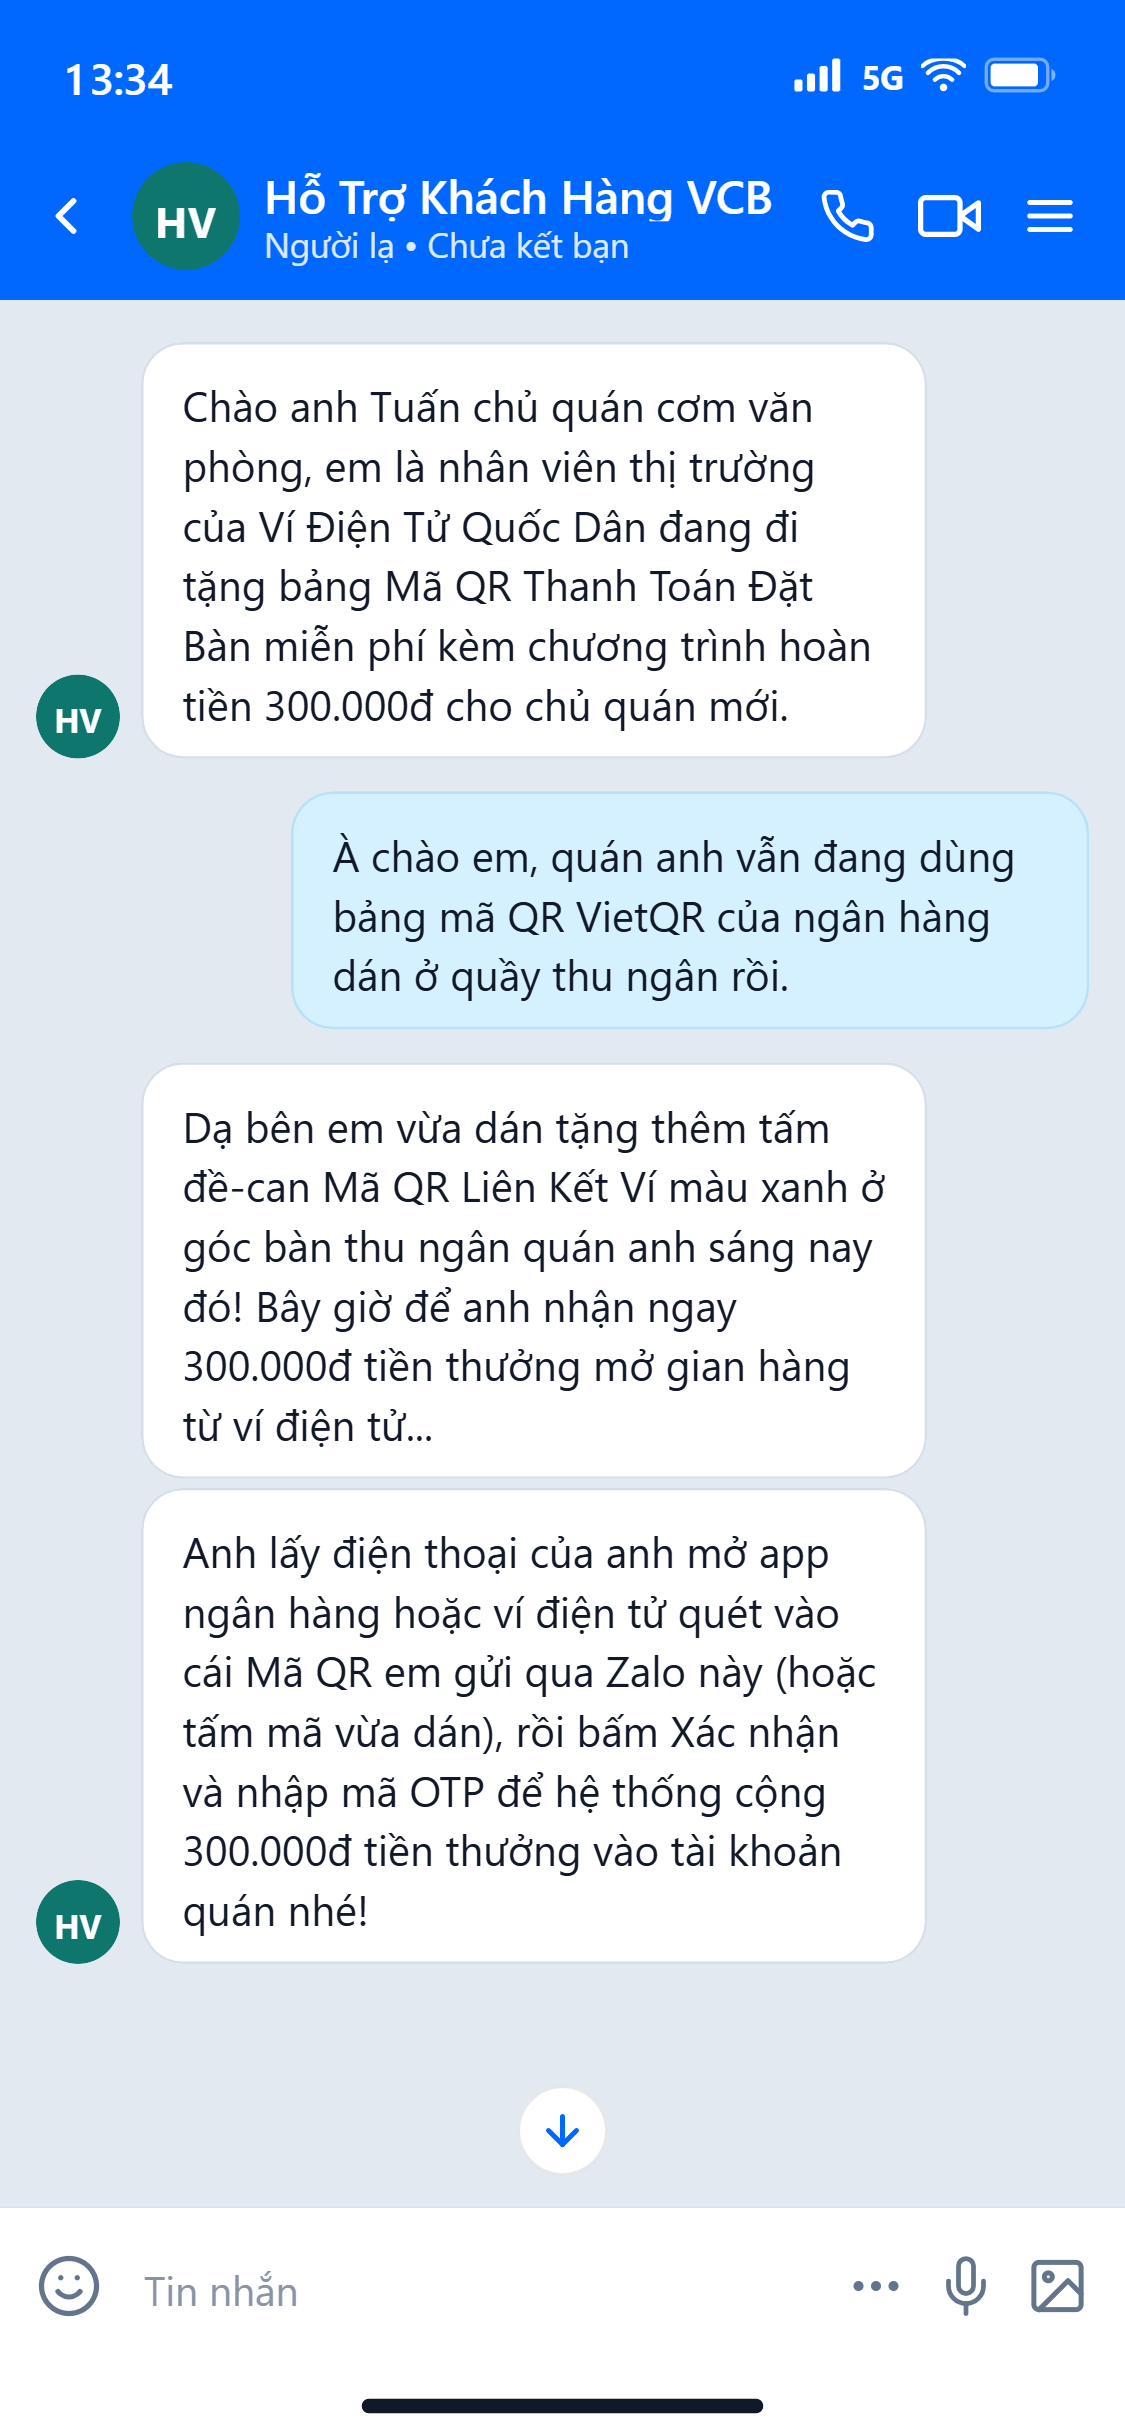 13:34
5G
HV
Hỗ Trợ Khách Hàng VCB
Người lạ • Chưa kết bạn
Chào anh Tuấn chủ quán cơm văn
phòng, em là nhân viên thị trường
của Ví Điện Tử Quốc Dân đang đi
tặng bảng Mã QR Thanh Toán Đặt
Bàn miễn phí kèm chương trình hoàn
tiền 300.000đ cho chủ quán mới.
HV
À chào em, quán anh vẫn đang dùng
bảng mã QR VietQR của ngân hàng
dán ở quầy thu ngân rồi.
Dạ bên em vừa dán tặng thêm tấm
đề-can Mã QR Liên Kết Ví màu xanh ở
góc bàn thu ngân quán anh sáng nay
đó! Bây giờ để anh nhận ngay
300.000đ tiền thưởng mở gian hàng
từ ví điện tử...
Anh lấy điện thoại của anh mở app
ngân hàng hoặc ví điện tử quét vào
cái Mã QR em gửi qua Zalo này (hoặc
tấm mã vừa dán), rồi bấm Xác nhận
và nhập mã OTP để hệ thống cộng
300.000đ tiền thưởng vào tài khoản
quán nhé!
HV
Tin nhắn